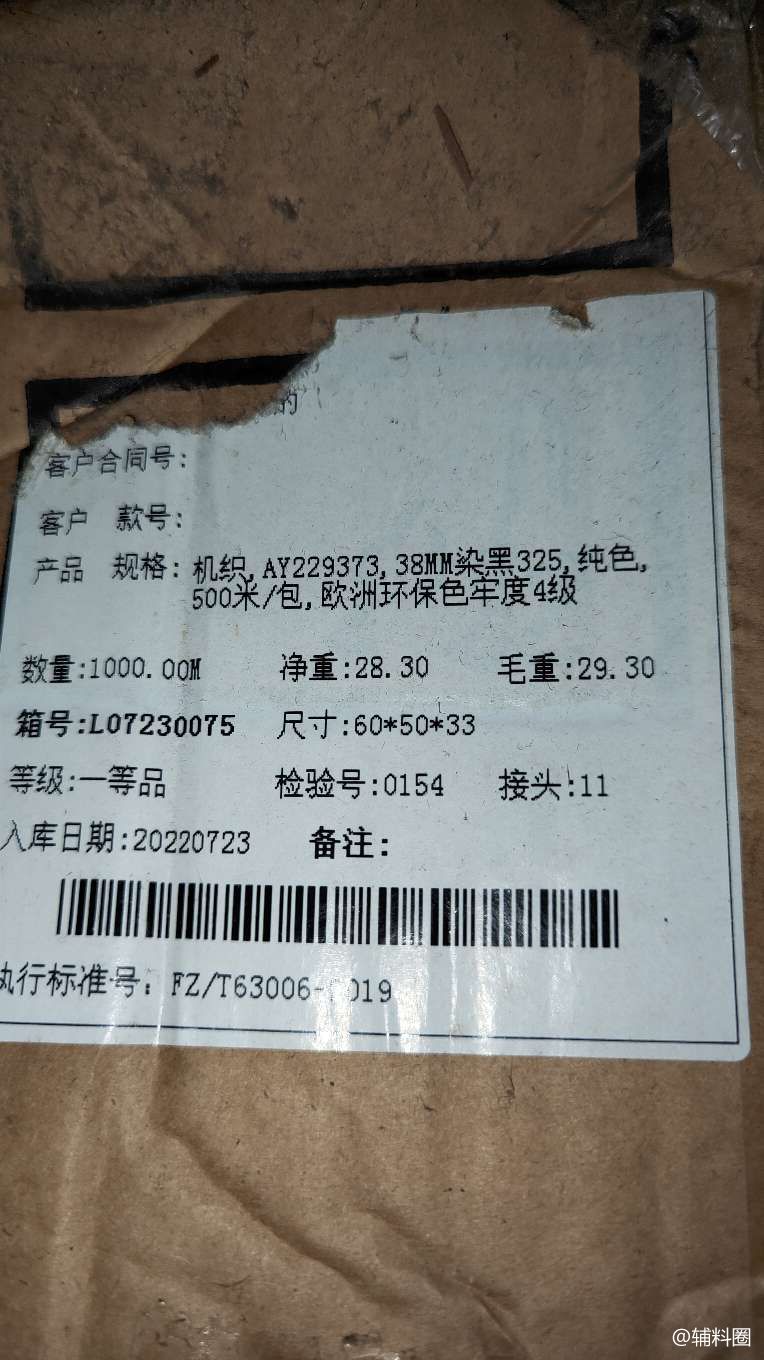 的
客户合同号:
客户 款号:
产品 规格: 机织,AY229373,38MM染黑325,纯色,
500米/包,欧洲环保色牢度4级
数量:1000.00M 净重:28.30 毛重:29.30
箱号:L07230075 尺寸:60*50*33
等级:一等品 检验号:0154 接头:11
入库日期:20220723 备注:
执行标准号: FZ/T63006- 019
@辅料圈